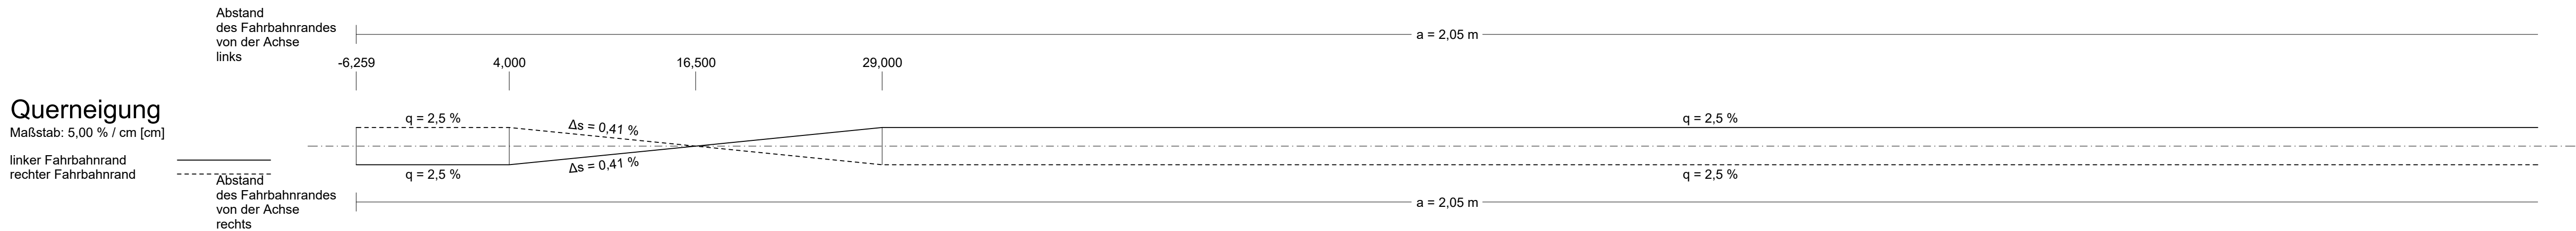 Abstand
des Fahrbahnrandes
von der Achse
links
a = 2,05 m
-6,259
4,000
16,500
29,000
Querneigung
Maßstab: 5,00 % / cm [cm]
q = 2,5 %
Δs = 0,41 %
q = 2,5 %
linker Fahrbahnrand
rechter Fahrbahnrand
q = 2,5 %
Δs = 0,41 %
q = 2,5 %
Abstand
des Fahrbahnrandes
von der Achse
rechts
a = 2,05 m